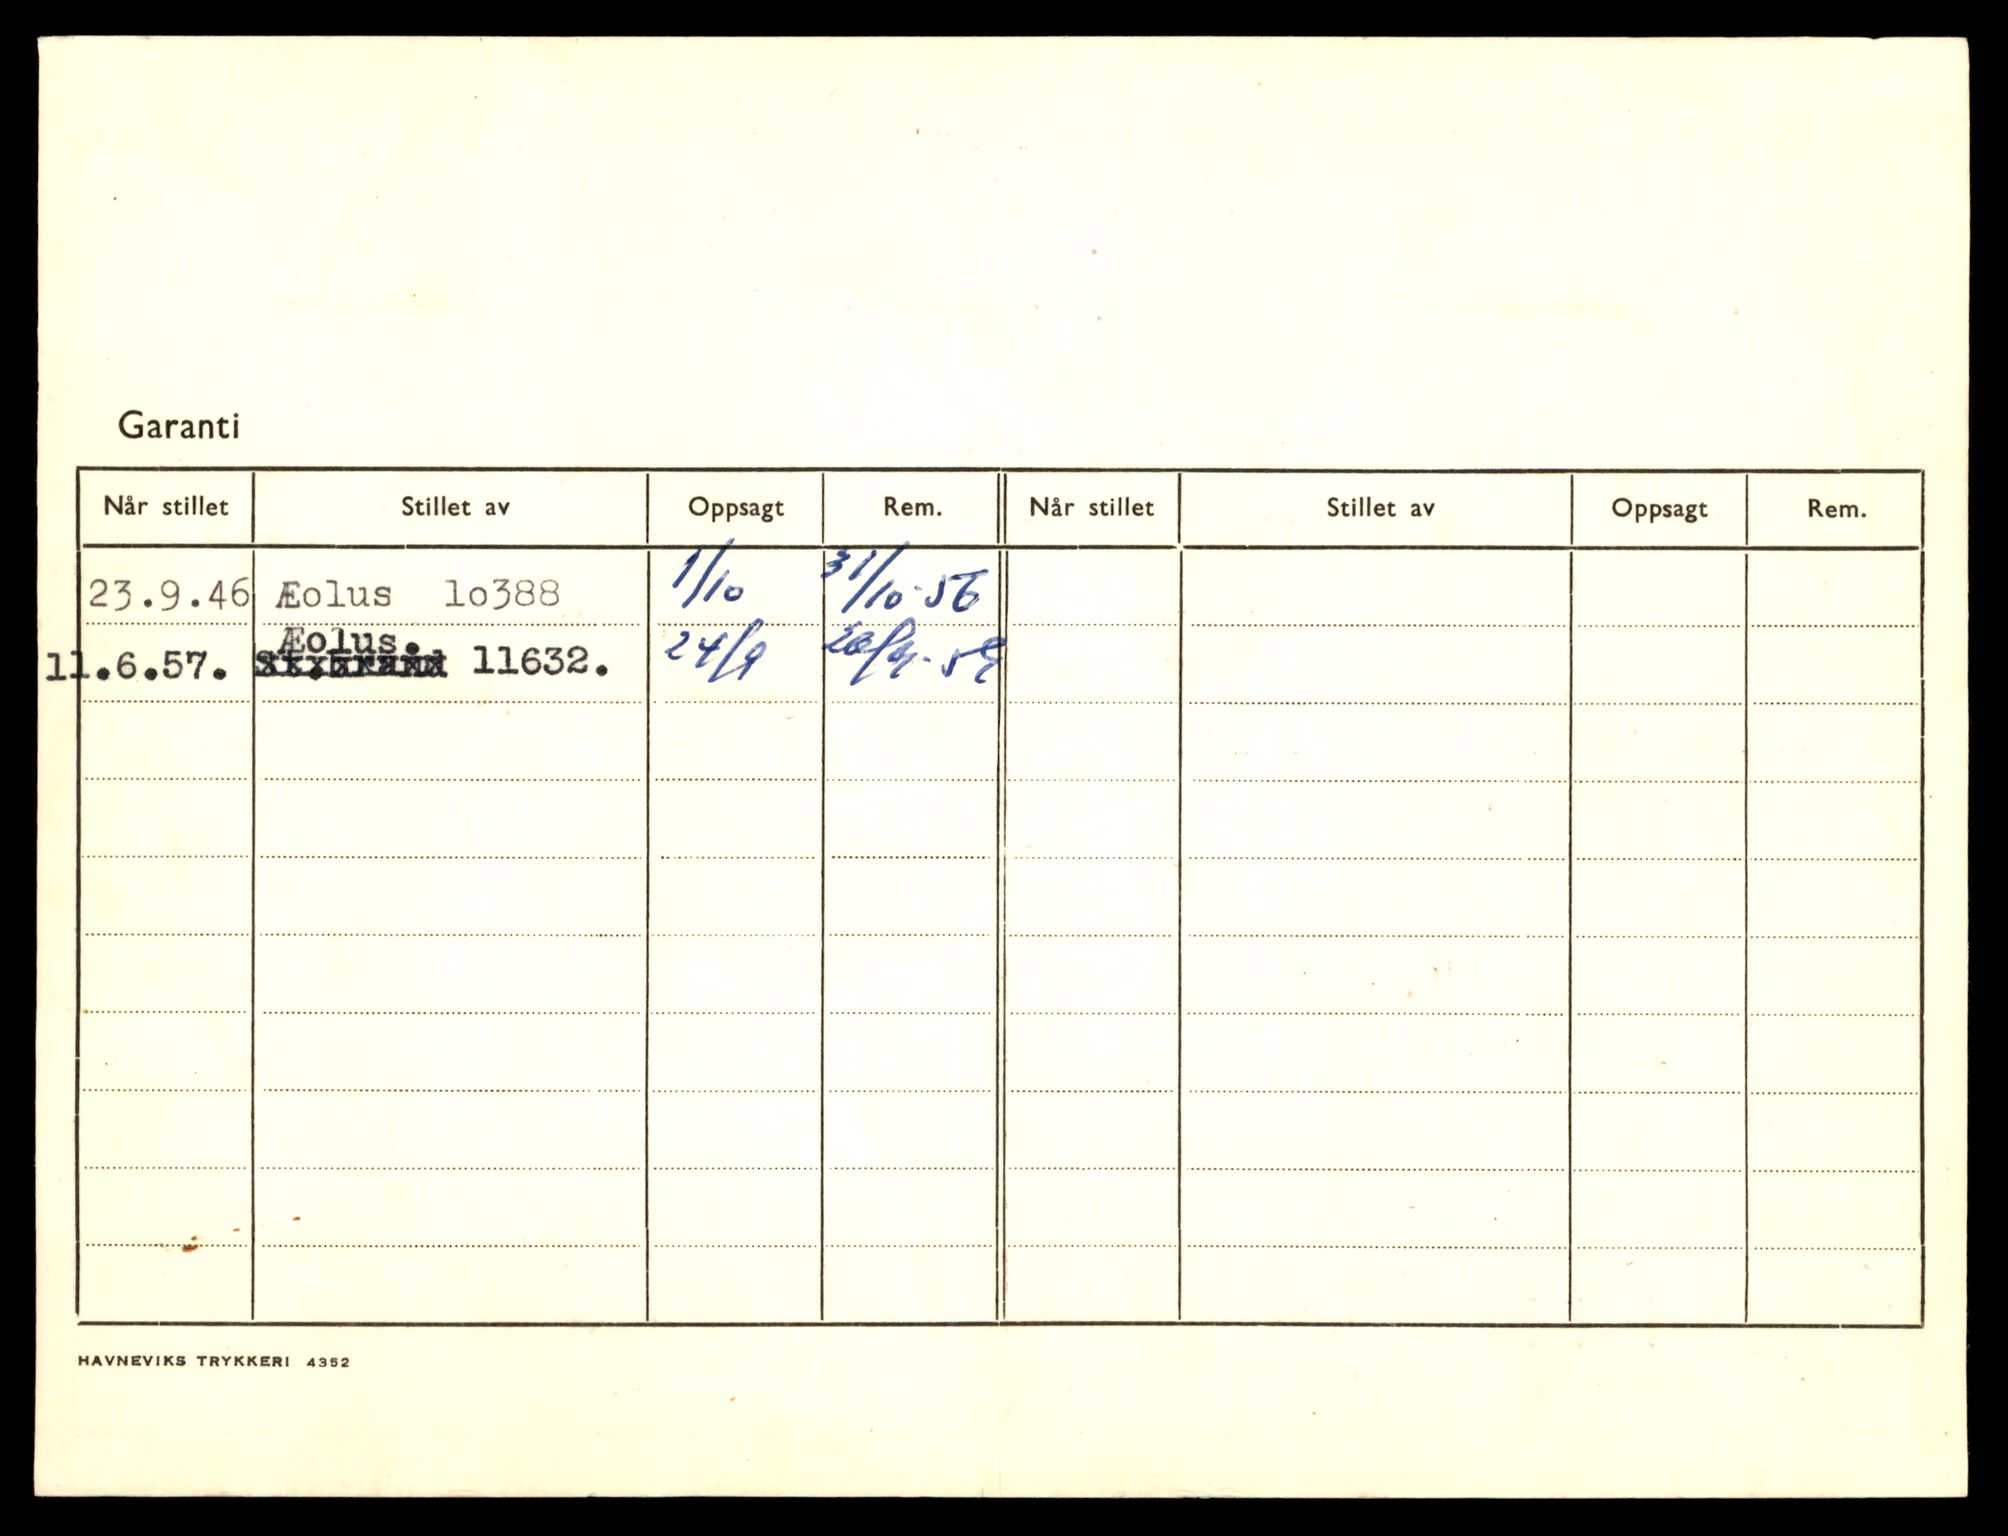 Garanti
Når stillet Stillet av Oppsagt Rem. Når stillet Stillet av Oppsagt Rem.
23.9.46 Æolus lo388 1/10 31/10-56
Æolus.
11.6.57. 11632. 24/9
HAVNEVIKS TRYKKERI 4352